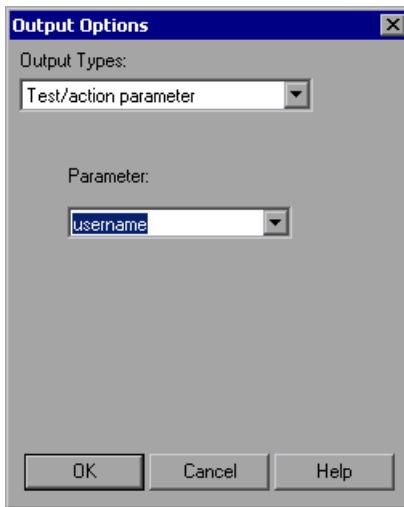 Output Options
Output Types:
Test/action parameter
Parameter:
username
OK Cancel Help